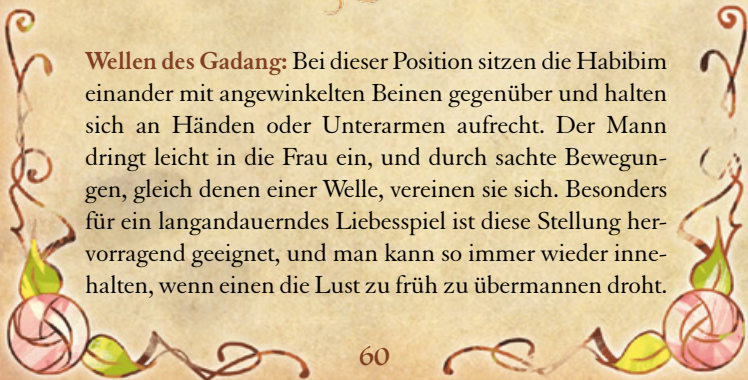 Wellen des Gadang: Bei dieser Position sitzen die Habibim
einander mit angewinkelten Beinen gegenüber und halten
sich an Händen oder Unterarmen aufrecht. Der Mann
dringt leicht in die Frau ein, und durch sachte Bewegun-
gen, gleich denen einer Welle, vereinen sie sich. Besonders
für ein langandauerndes Liebesspiel ist diese Stellung her-
vorragend geeignet, und man kann so immer wieder inne-
halten, wenn einen die Lust zu früh zu übermannen droht.
60